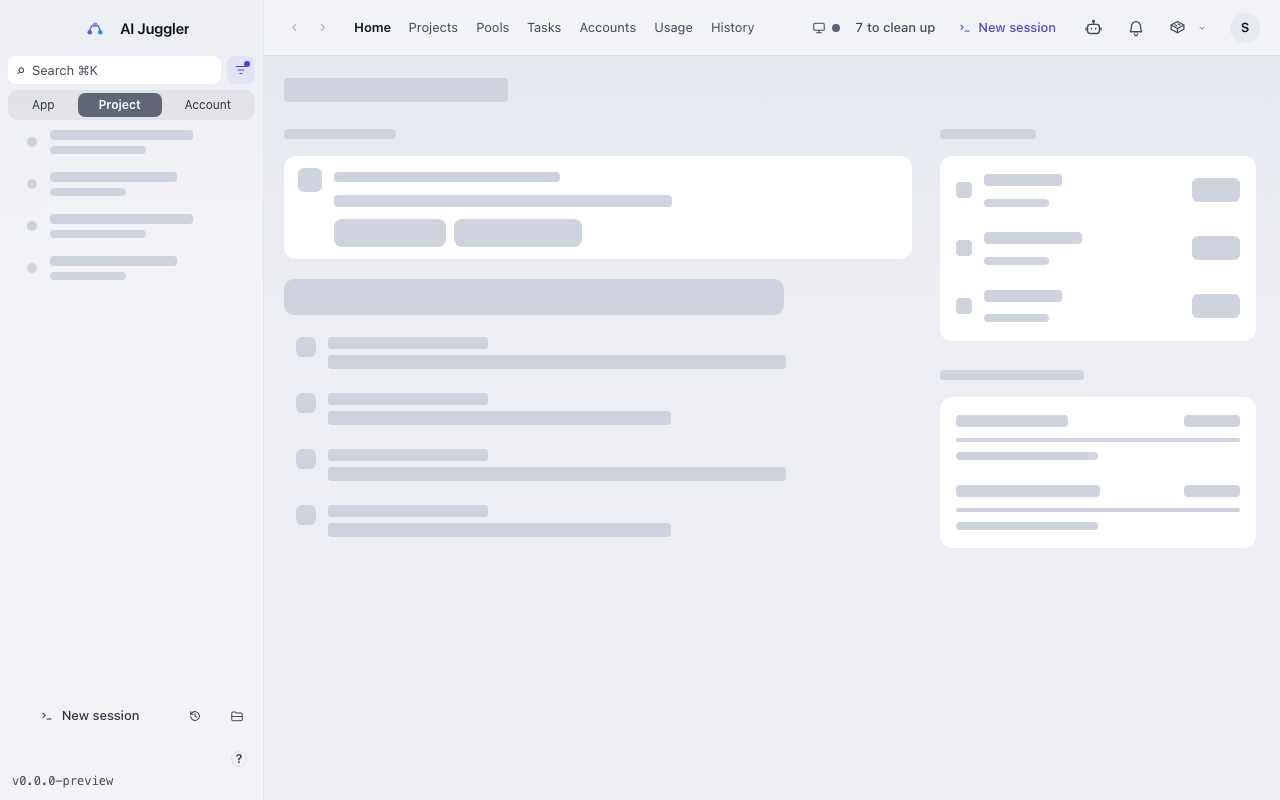 AI Juggler
Search ⌘K
App Project Account
Home Projects Pools Tasks Accounts Usage History
7 to clean up
New session
S
New session
?
v0.0.0-preview